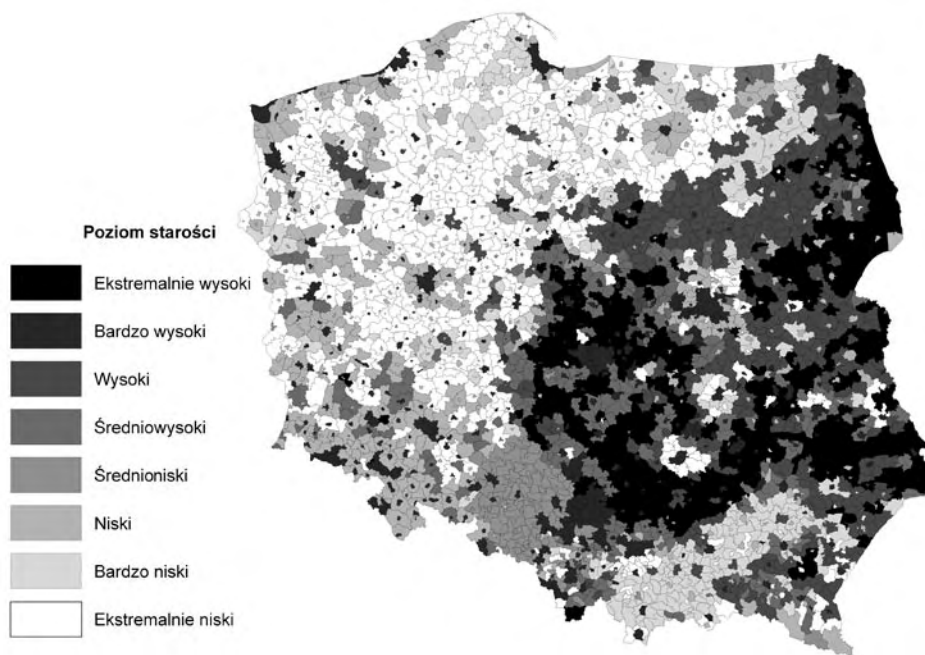 Poziom starości
Ekstremalnie wysoki
Bardzo wysoki
Wysoki
Średniowysoki
Średnioniski
Niski
Bardzo niski
Ekstremalnie niski